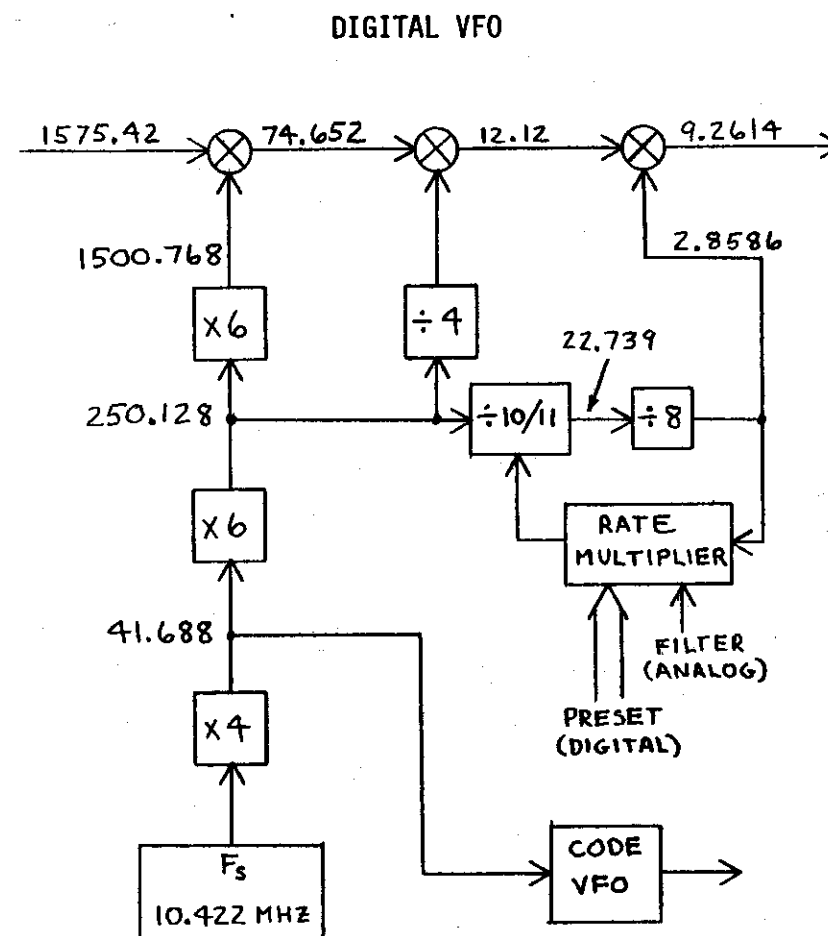 DIGITAL VFO
1575.42
74.652
12.12
9.2614
1500.768
2.8586
X6
÷4
22.739
250.128
÷10/11
÷8
X6
RATE
MULTIPLIER
41.688
FILTER
(ANALOG)
X4
PRESET
(DIGITAL)
Fs
10.422 MHZ
CODE
VFO